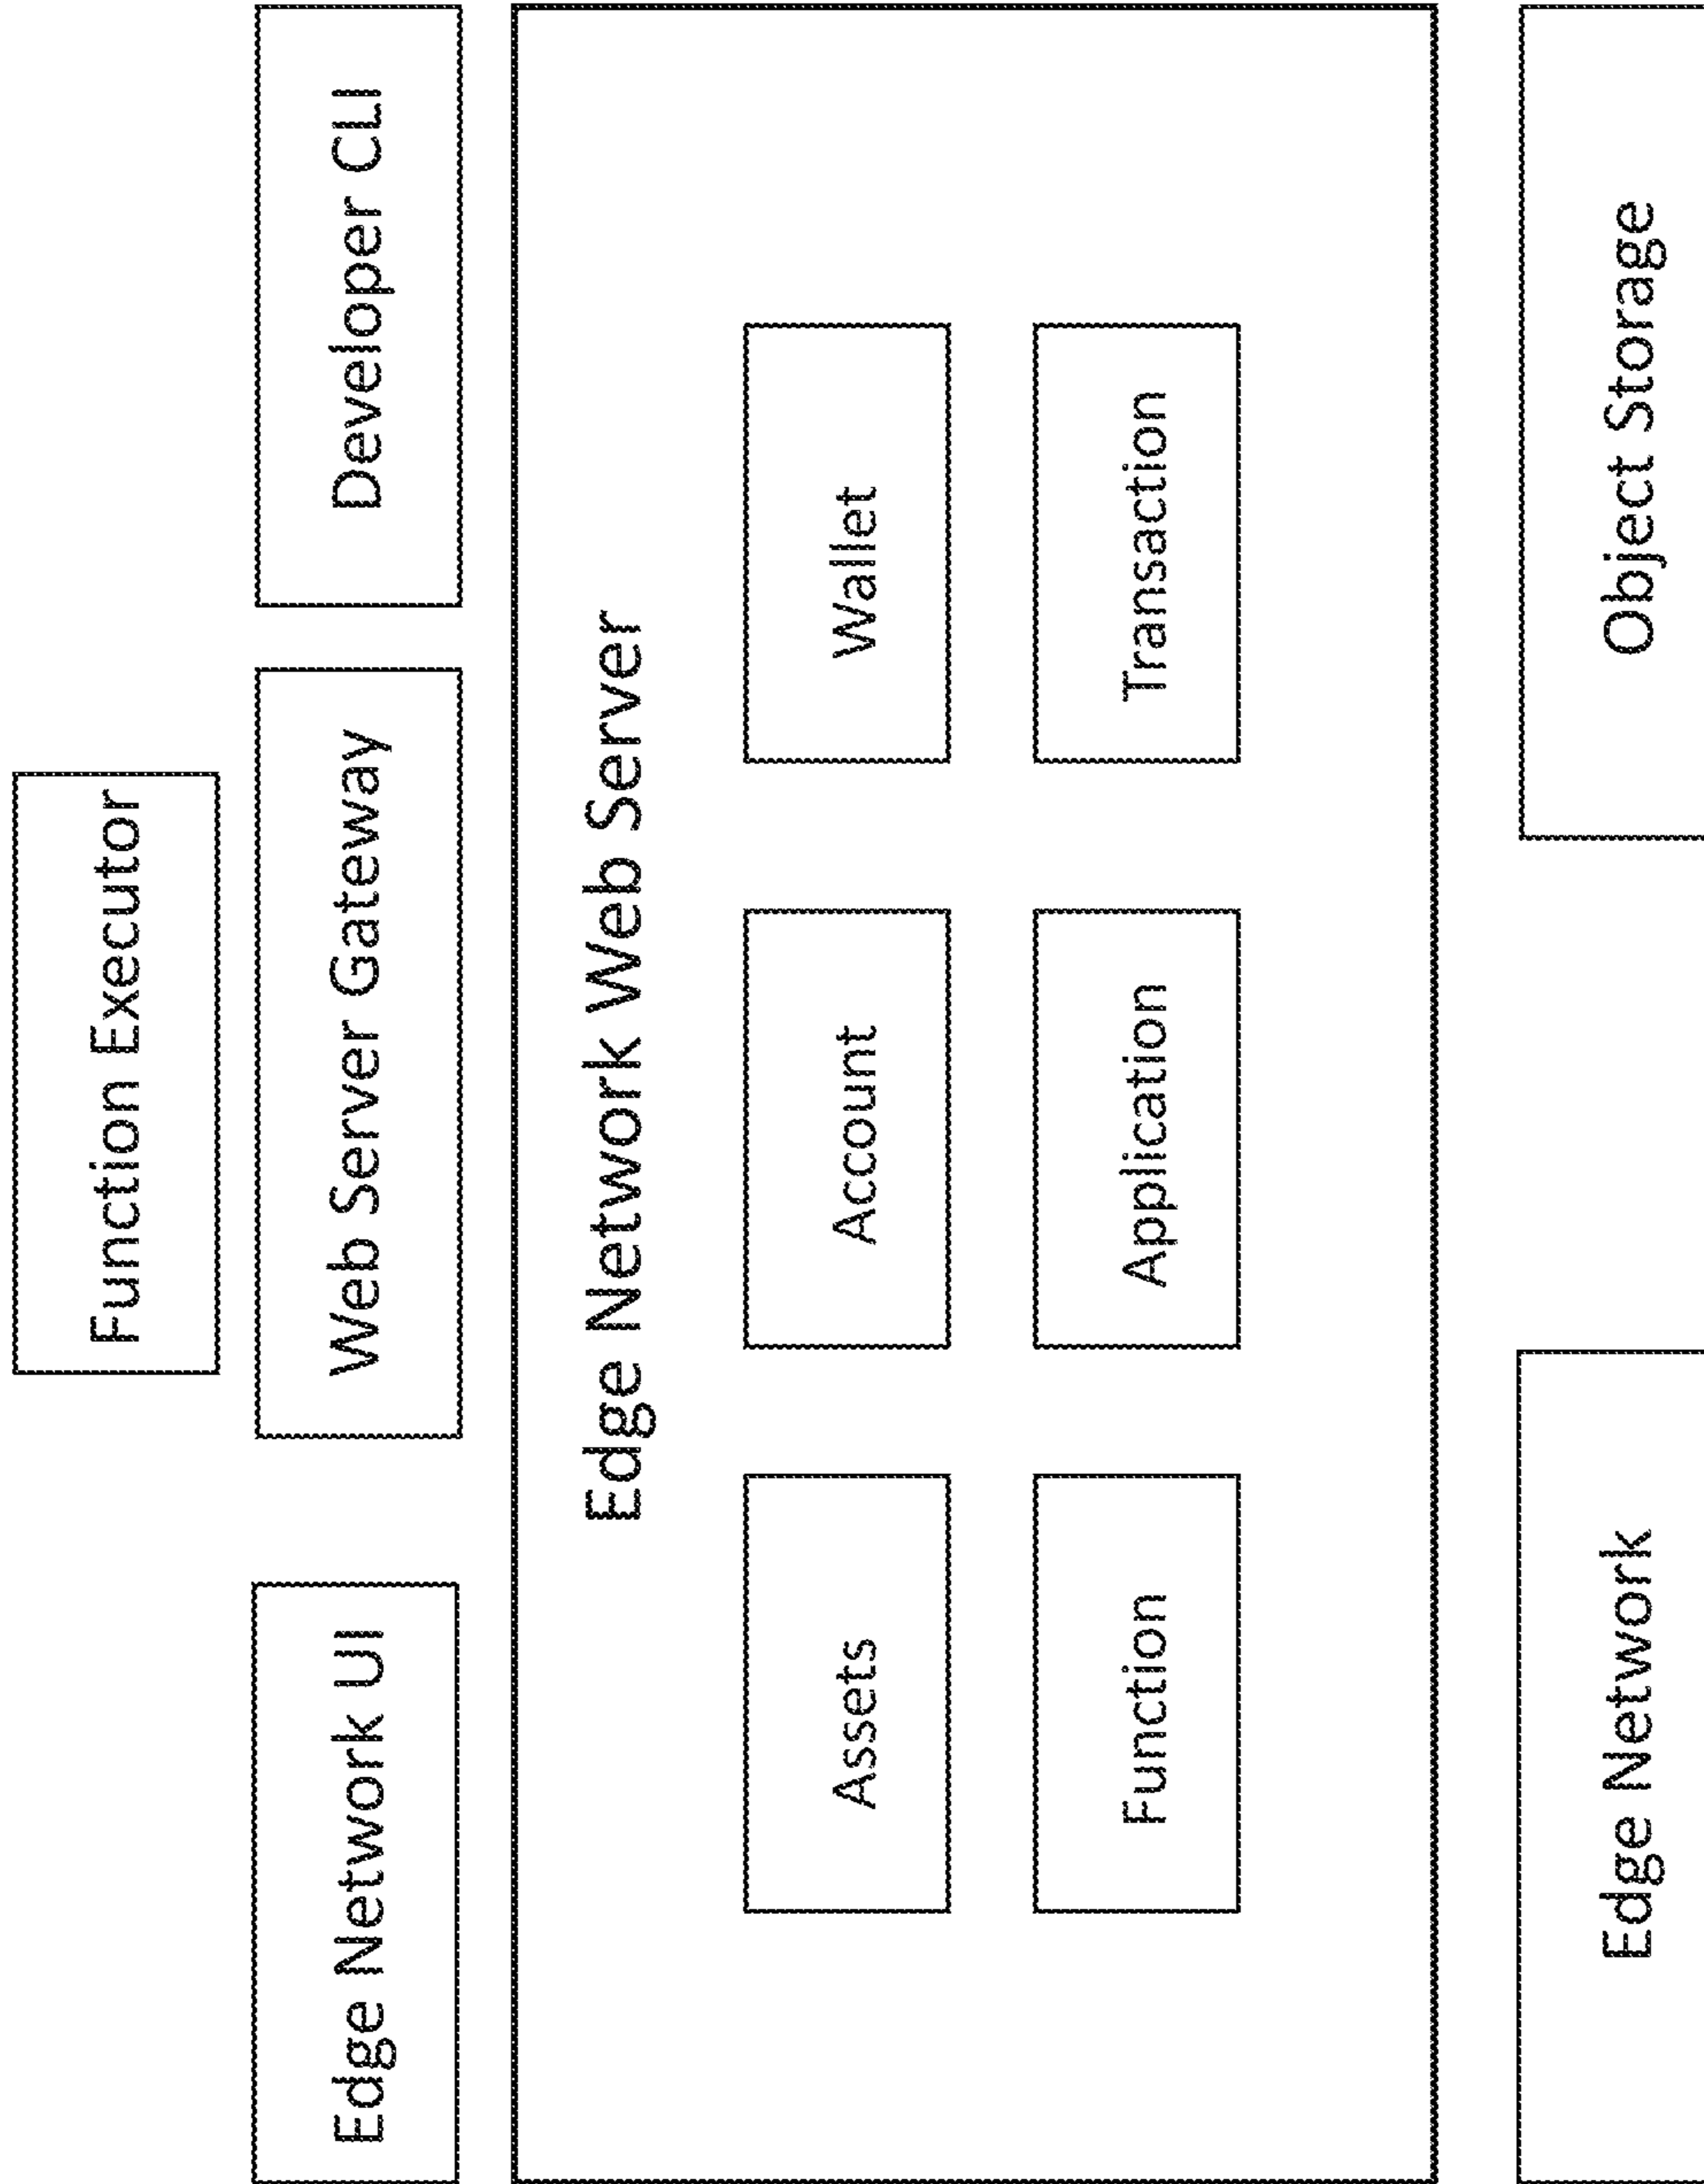 Function Executor
Edge Network UI
Web Server Gateway
Developer CLI
Edge Network Web Server
Assets
Account
Wallet
Function
Application
Transaction
Edge Network
Object Storage